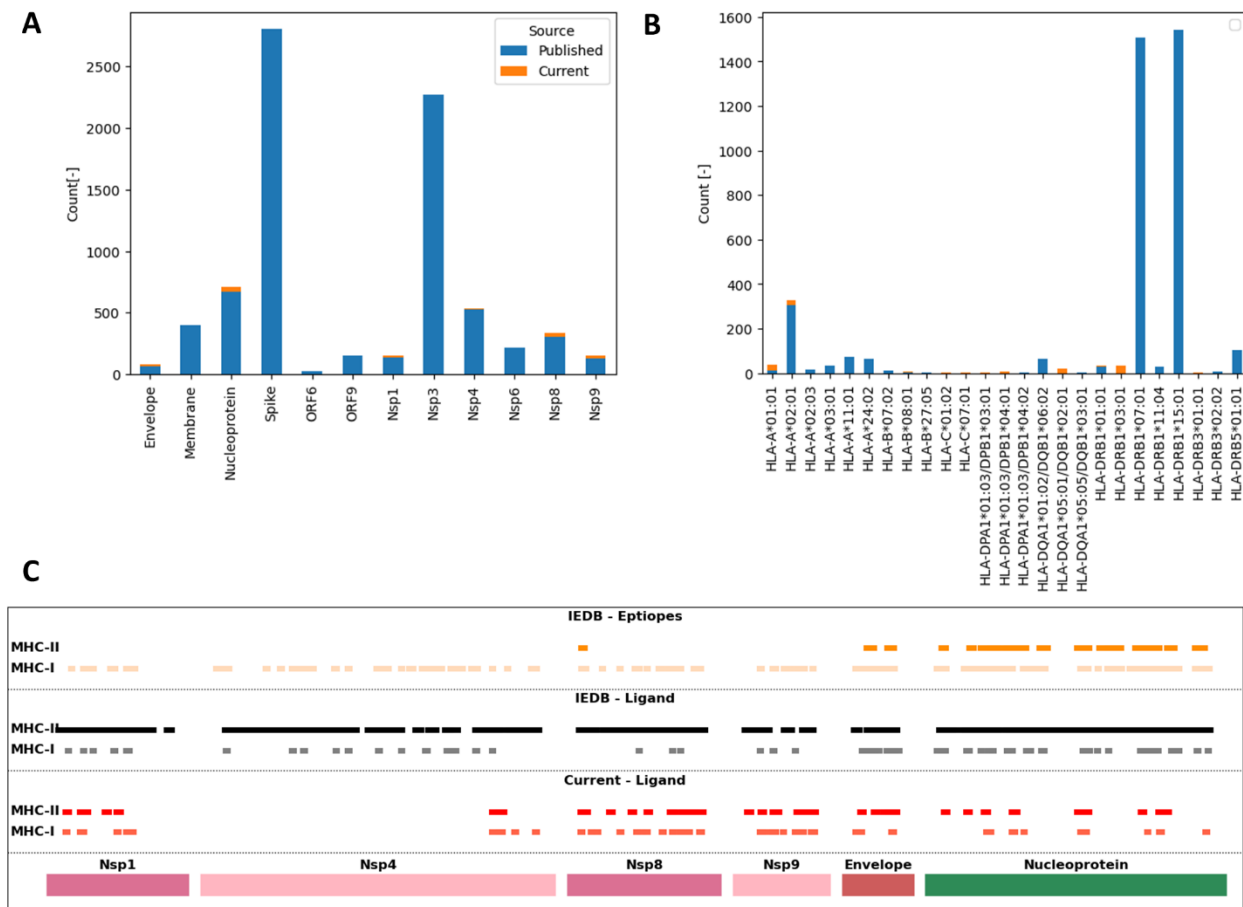 A
Source
Published
Current
Count[-]
2500
2000
1500
1000
500
0
Envelope
Membrane
Nucleoprotein
Spike
ORF6
ORF9
Nsp1
Nsp3
Nsp4
Nsp6
Nsp8
Nsp9
B
Count [-]
1600
1400
1200
1000
800
600
400
200
0
HLA-A*01:01
HLA-A*02:01
HLA-A*02:03
HLA-A*03:01
HLA-A*11:01
HLA-A*24:02
HLA-B*07:02
HLA-B*08:01
HLA-B*27:05
HLA-C*01:02
HLA-C*07:01
HLA-DPA1*01:03/DPB1*03:01
HLA-DPA1*01:03/DPB1*04:01
HLA-DPA1*01:03/DPB1*04:02
HLA-DQA1*01:02/DQB1*06:02
HLA-DQA1*05:01/DQB1*02:01
HLA-DQA1*05:05/DQB1*03:01
HLA-DRB1*01:01
HLA-DRB1*03:01
HLA-DRB1*07:01
HLA-DRB1*11:04
HLA-DRB1*15:01
HLA-DRB3*01:01
HLA-DRB3*02:02
HLA-DRB5*01:01
C
IEDB - Eptiopes
MHC-II
MHC-I
IEDB - Ligand
MHC-II
MHC-I
Current - Ligand
MHC-II
MHC-I
Nsp1 Nsp4 Nsp8 Nsp9 Envelope Nucleoprotein